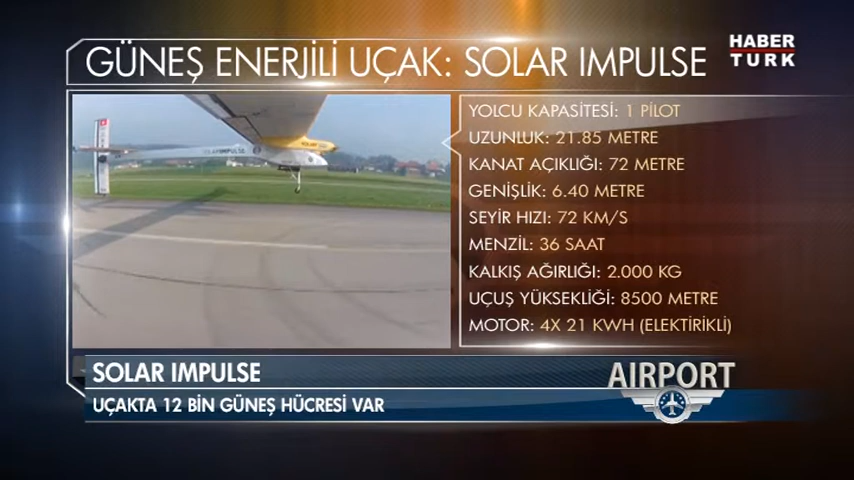 GÜNEŞ ENERJİLİ UÇAK: SOLAR IMPULSE
HABER
TURK
YOLCU KAPASİTESİ: 1 PİLOT
UZUNLUK: 21.85 METRE
KANAT AÇIKLIĞI: 72 METRE
GENİŞLİK: 6.40 METRE
SEYİR HIZI: 72 KM/S
MENZİL: 36 SAAT
KALKIŞ AĞIRLIĞI: 2.000 KG
UÇUŞ YÜKSEKLİĞİ: 8500 METRE
MOTOR: 4X 21 KWH (ELEKTİRİKLİ)
SOLARIMPULSE
SOLAR IMPULSE
UÇAKTA 12 BİN GÜNEŞ HÜCRESİ VAR
AIRPORT